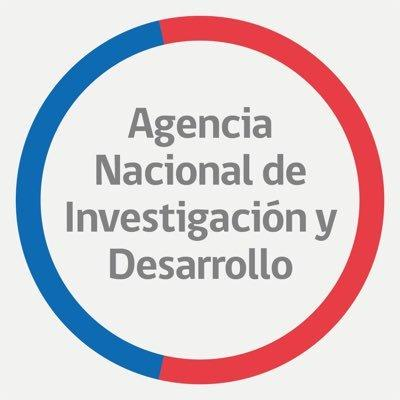 Agencia
Nacional de
Investigación y
Desarrollo